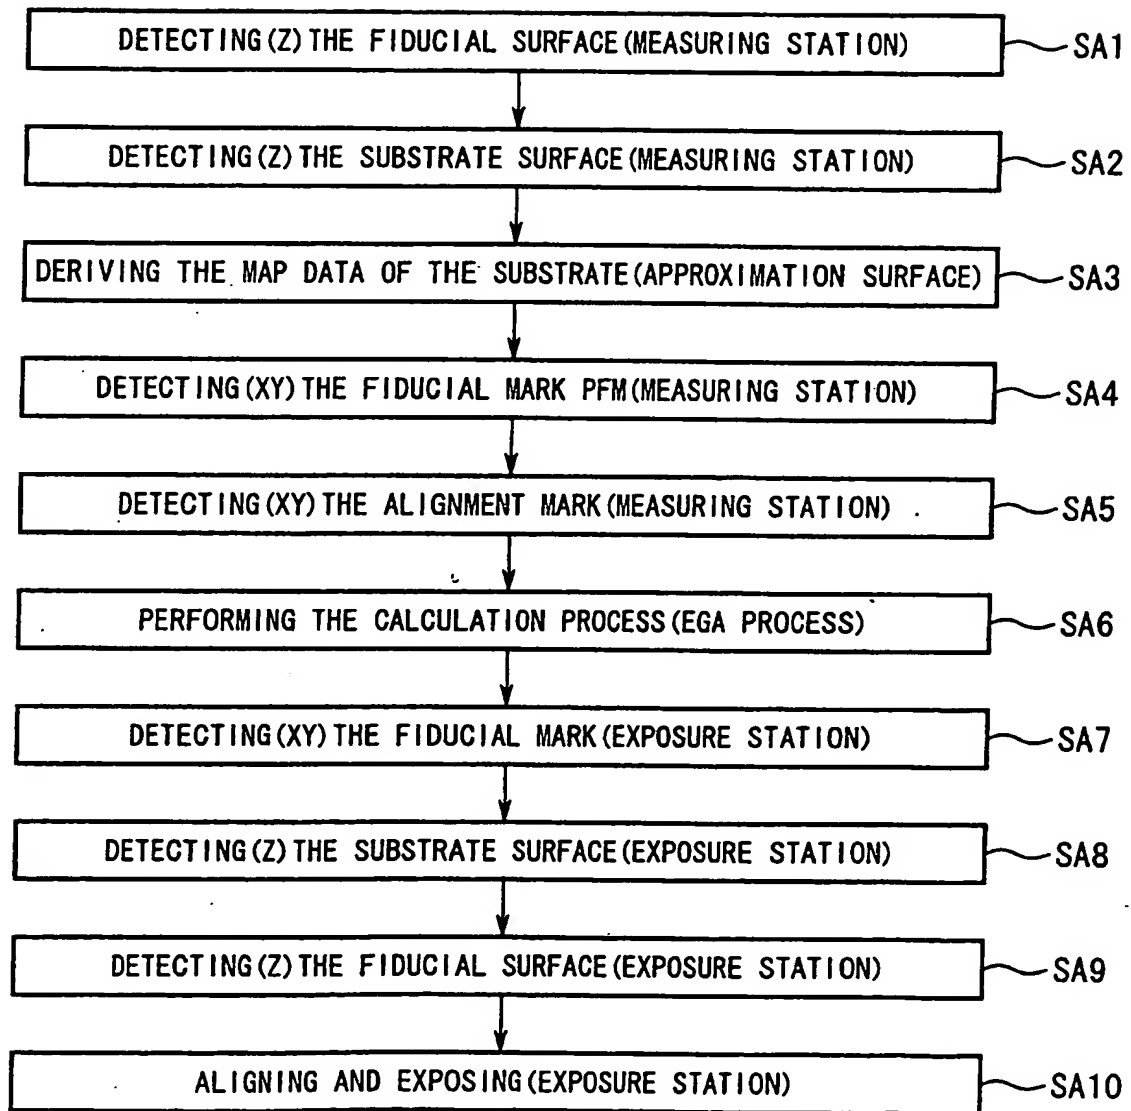 DETECTING(Z)THE FIDUCIAL SURFACE(MEASURING STATION) SA1
DETECTING(Z)THE SUBSTRATE SURFACE(MEASURING STATION) SA2
DERIVING THE MAP DATA OF THE SUBSTRATE(APPROXIMATION SURFACE) SA3
DETECTING(XY)THE FIDUCIAL MARK PFM(MEASURING STATION) SA4
DETECTING(XY)THE ALIGNMENT MARK(MEASURING STATION) SA5
PERFORMING THE CALCULATION PROCESS(EGA PROCESS) SA6
DETECTING(XY)THE FIDUCIAL MARK(EXPOSURE STATION) SA7
DETECTING(Z)THE SUBSTRATE SURFACE(EXPOSURE STATION) SA8
DETECTING(Z)THE FIDUCIAL SURFACE(EXPOSURE STATION) SA9
ALIGNING AND EXPOSING(EXPOSURE STATION) SA10